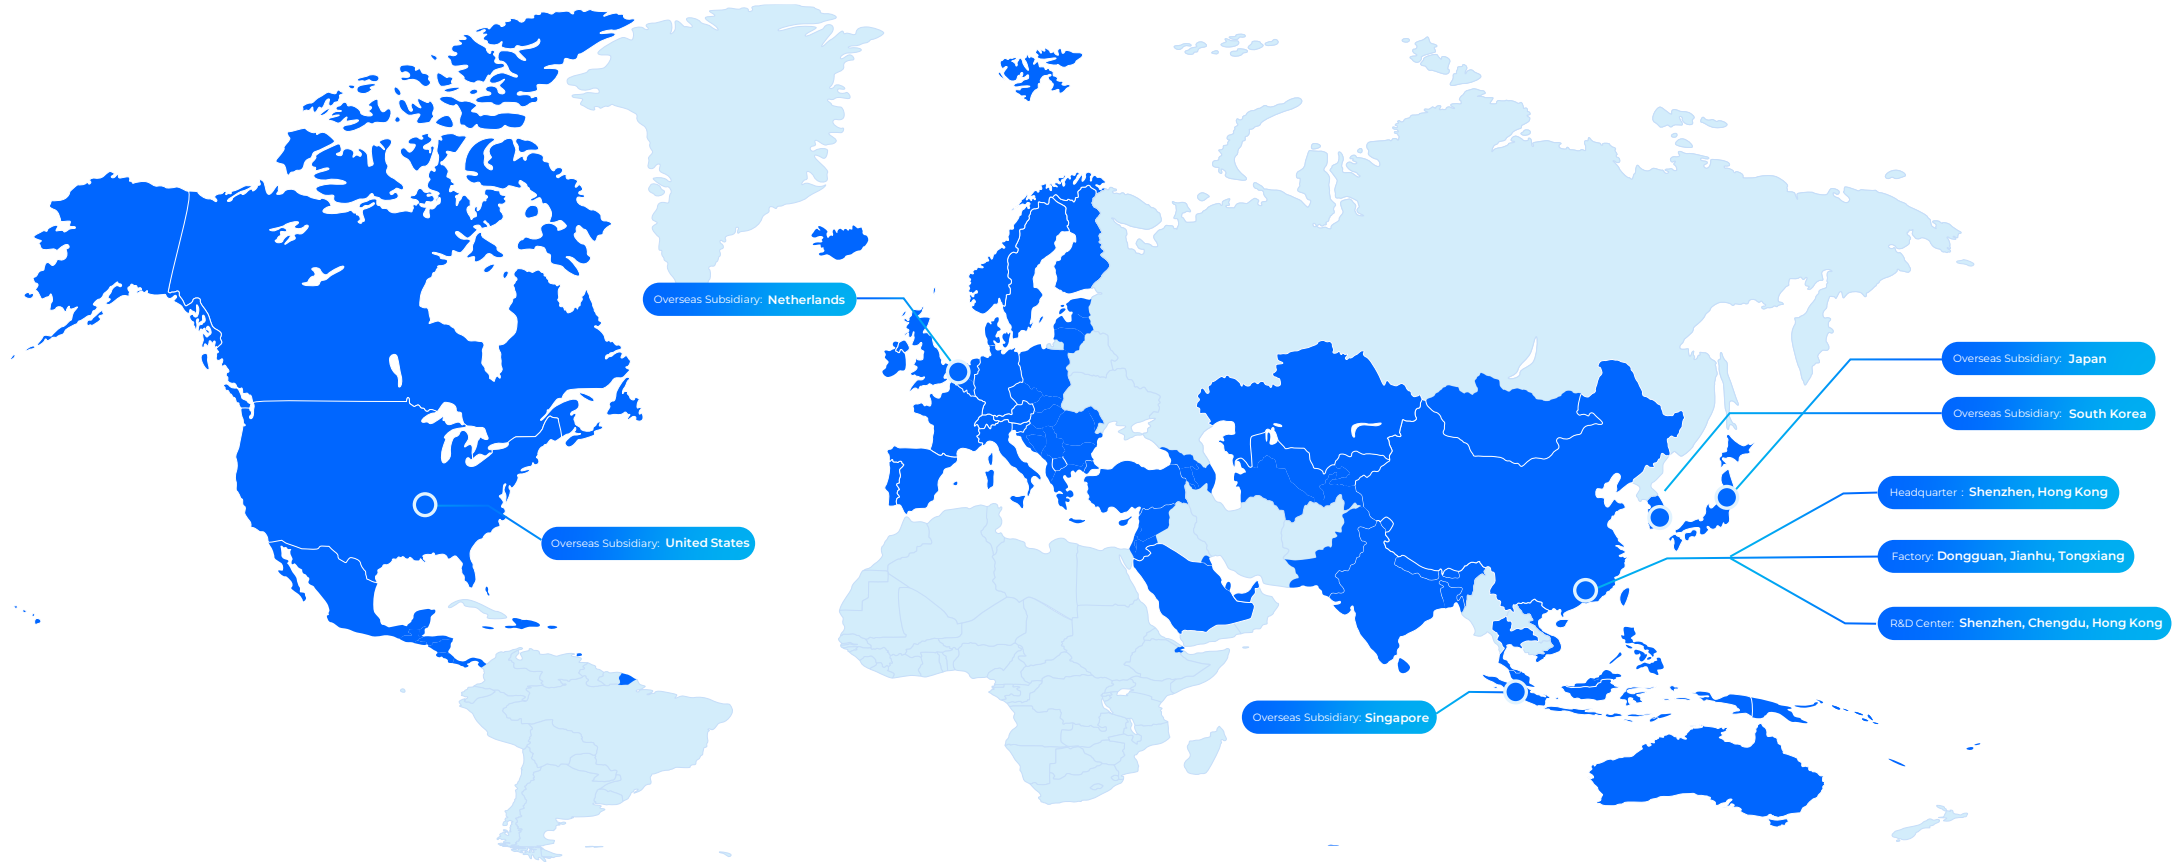 Overseas Subsidiary: Netherlands
Overseas Subsidiary: Japan
Overseas Subsidiary: South Korea
Headquarter : Shenzhen, Hong Kong
Overseas Subsidiary: United States
Factory: Dongguan, Jianhu, Tongxiang
R&D Center: Shenzhen, Chengdu, Hong Kong
Overseas Subsidiary: Singapore